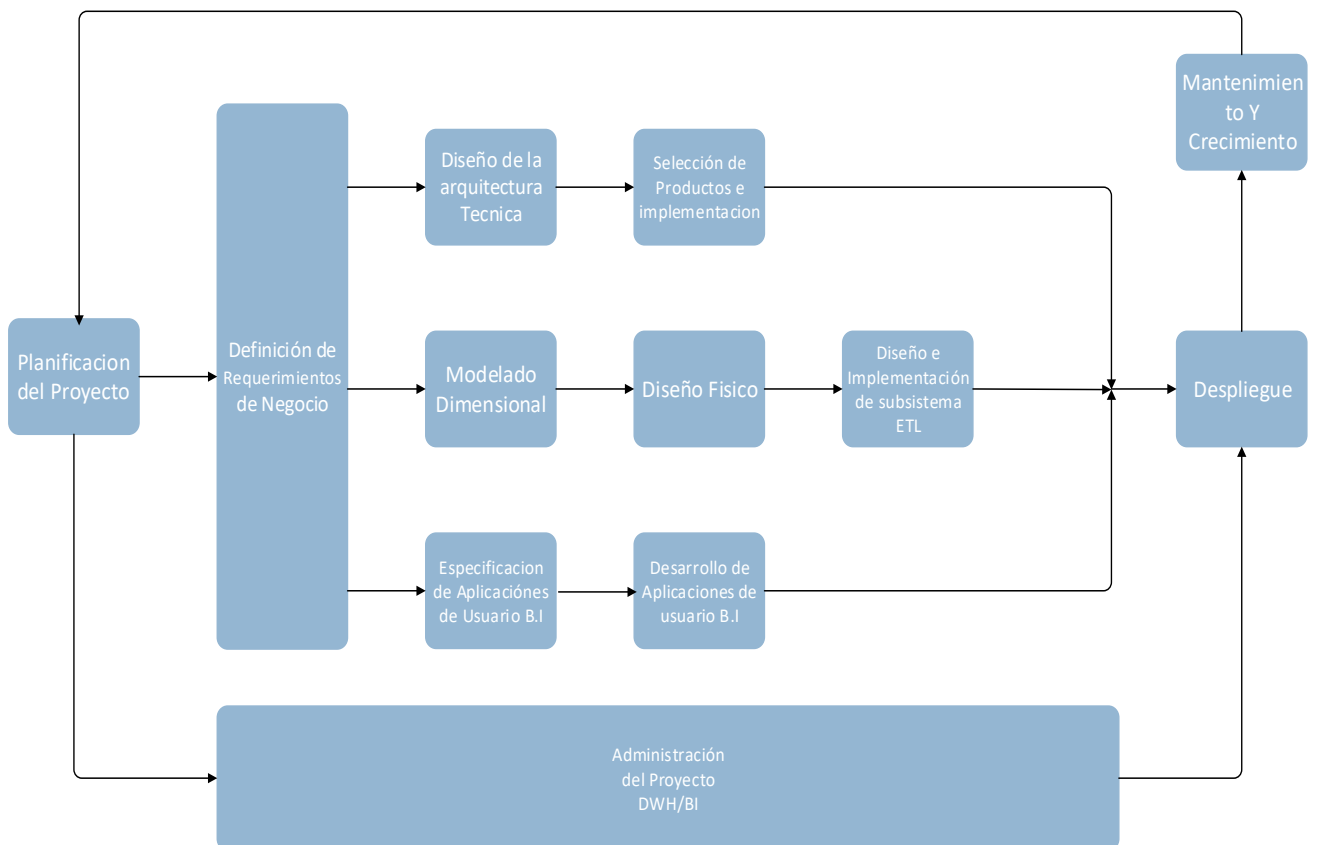 Mantenimien
to Y
Crecimiento
Diseño de la
arquitectura
Tecnica
Selección de
Productos e
implementacion
Planificacion
del Proyecto
Definición de
Requerimientos
de Negocio
Modelado
Dimensional
Diseño Fisico
Diseño e
Implementación
de subsistema
ETL
Despliegue
Especificacion
de Aplicaciónes
de Usuario B.I
Desarrollo de
Aplicaciones de
usuario B.I
Administración
del Proyecto
DWH/BI